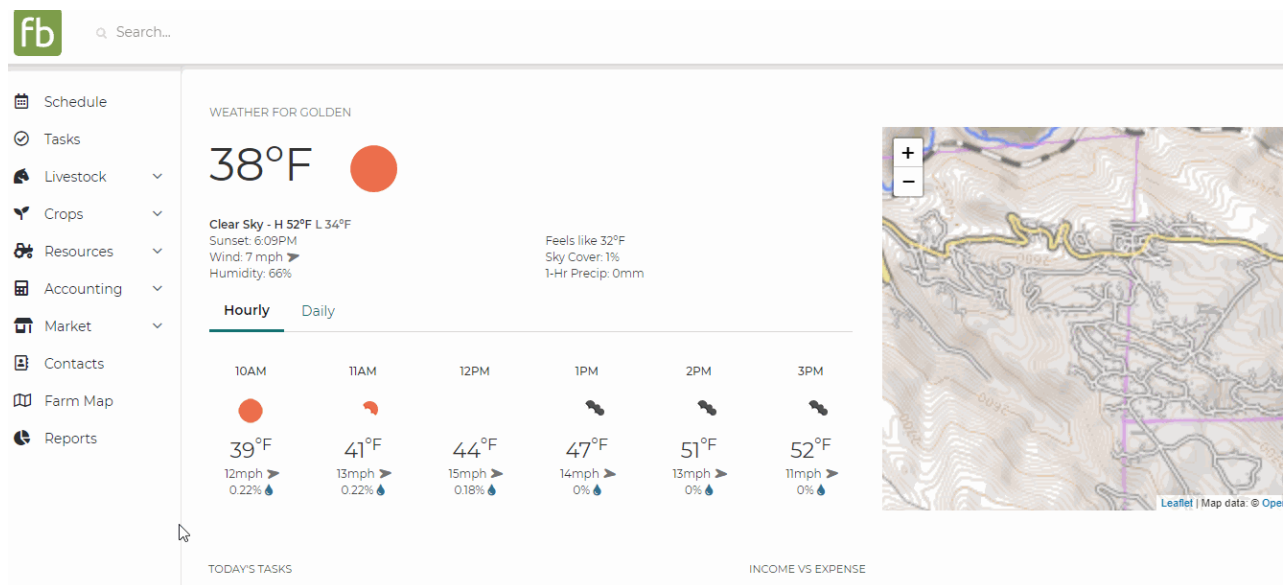 fb
Search...
Schedule
Tasks
Livestock
Crops
Resources
Accounting
Market
Contacts
Farm Map
Reports
WEATHER FOR GOLDEN
38°F
Clear Sky - H 52°F L 34°F
Sunset: 6:09PM
Wind: 7 mph
Humidity: 66%
Feels like 32°F
Sky Cover: 1%
1-Hr Precip: 0mm
Hourly Daily
10AM 11AM 12PM 1PM 2PM 3PM
39°F 41°F 44°F 47°F 51°F 52°F
12mph 13mph 15mph 14mph 13mph 11mph
0.22% 0.22% 0.18% 0% 0% 0%
+
−
2600
2600
Leaflet | Map data: © Open
TODAY'S TASKS
INCOME VS EXPENSE